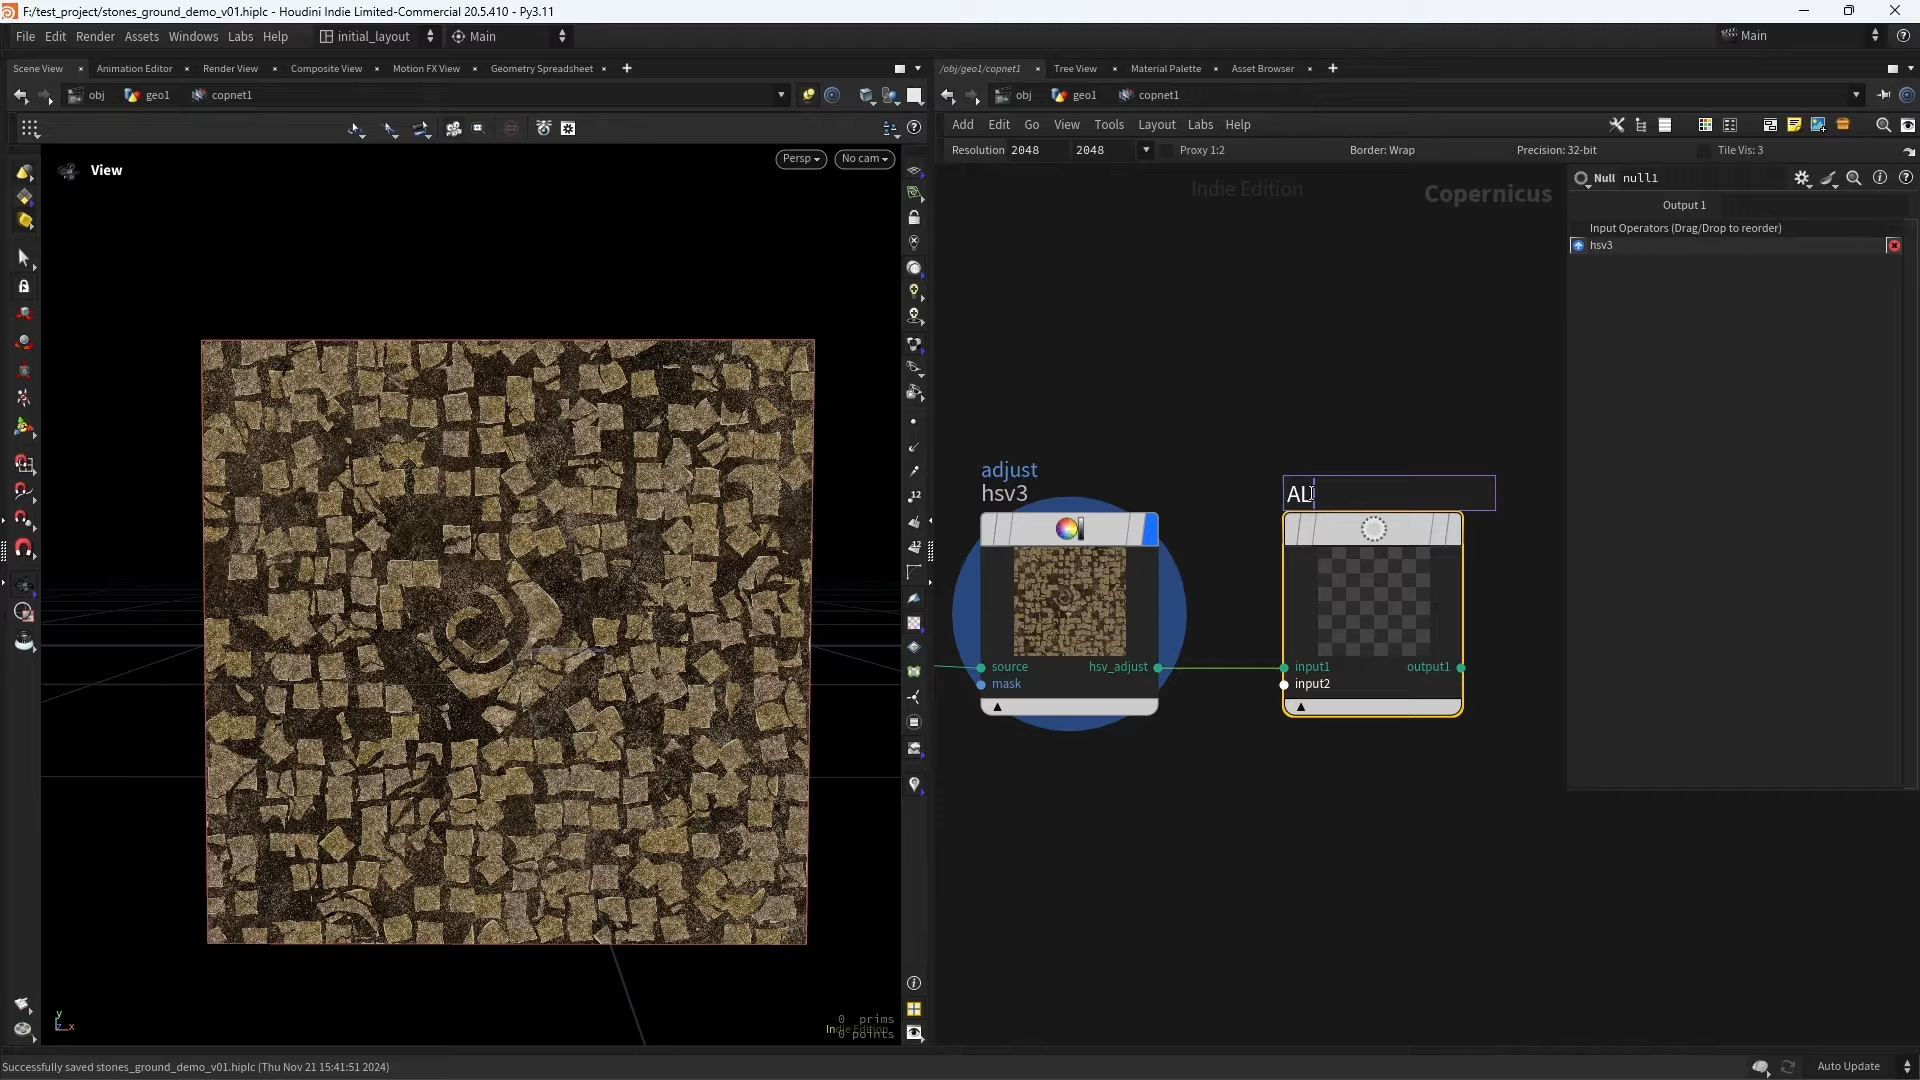 F:/test_project/stones_ground_demo_v01.hiplc - Houdini Indie Limited-Commercial 20.5.410 - Py3.11
File Edit Render Assets Windows Labs Help initial_layout Main Main
Scene View Animation Editor Render View Composite View Motion FX View Geometry Spreadsheet
/obj/geo1/copnet1 Tree View Material Palette Asset Browser
obj geo1 copnet1
obj geo1 copnet1
Add Edit Go View Tools Layout Labs Help
Resolution 2048 2048 Proxy 1:2 Border: Wrap Precision: 32-bit Tile Vis: 3
View
Persp No cam
Indie Edition
Copernicus
Null null1
Output 1
Input Operators (Drag/Drop to reorder)
hsv3
adjust
hsv3
AL
source hsv_adjust
mask
input1 output1
input2
12
12
y
z x
0 prims
Indie Edition
0 points
Successfully saved stones_ground_demo_v01.hiplc (Thu Nov 21 15:41:51 2024)
Auto Update